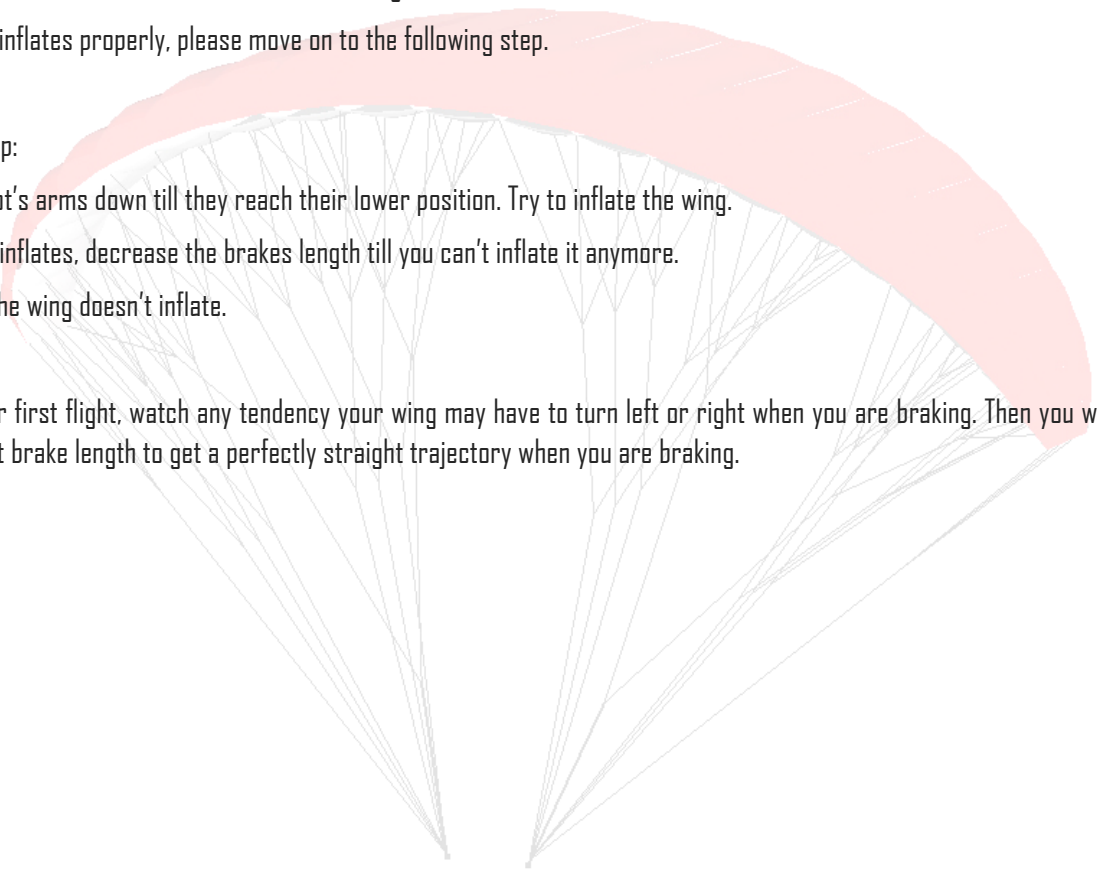 inflates properly, please move on to the following step.
p:
ot's arms down till they reach their lower position. Try to inflate the wing.
inflates, decrease the brakes length till you can't inflate it anymore.
he wing doesn't inflate.
r first flight, watch any tendency your wing may have to turn left or right when you are braking. Then you w
t brake length to get a perfectly straight trajectory when you are braking.